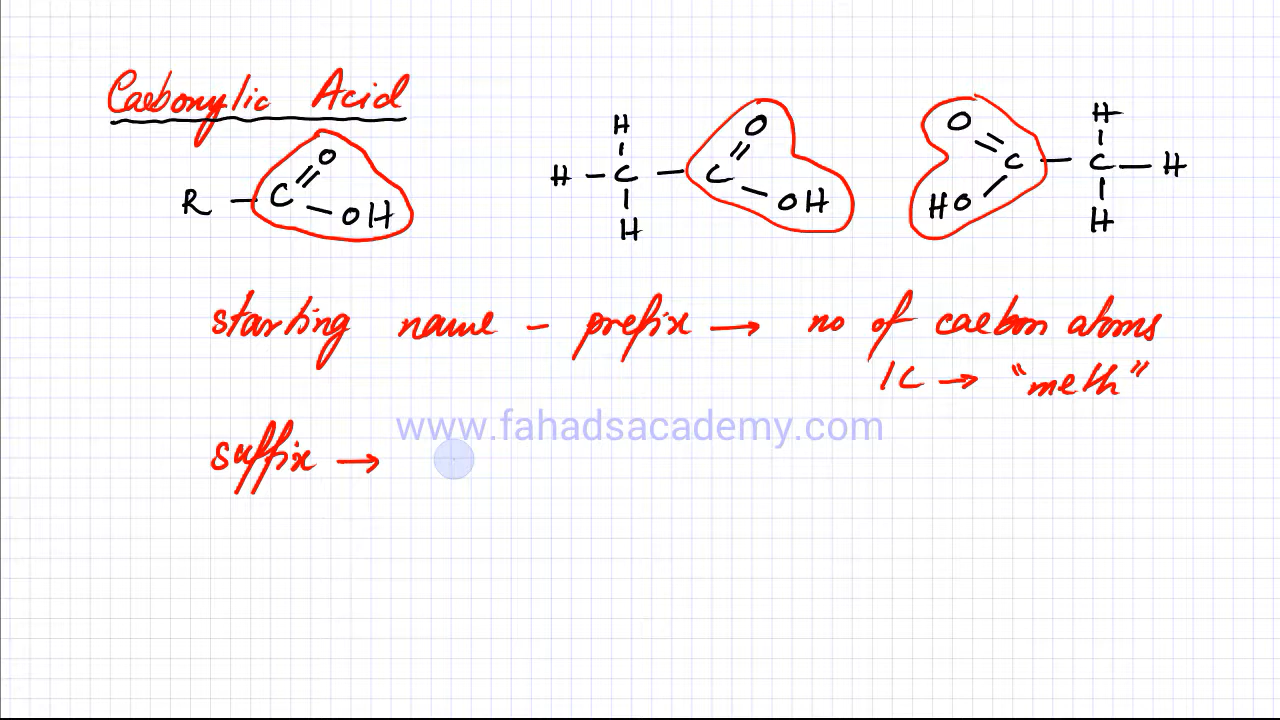 Carboxylic Acid
R – C = O
– OH
H
H – C – C = O
– OH
H
O = C – C – H
HO
H
H
starting name – prefix → no of carbon atoms
1C → "meth"
www.fahadsacademy.com
suffix →